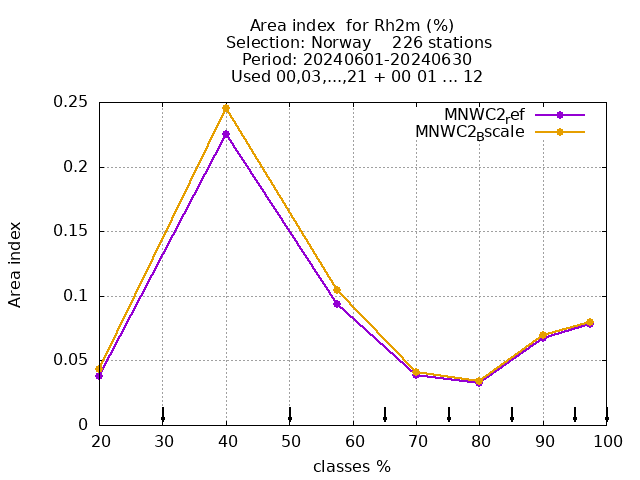 Area index for Rh2m (%)
Selection: Norway 226 stations
Period: 20240601-20240630
Used 00,03,...,21 + 00 01 ... 12
MNWC2ref
MNWC2Bscale
0.25
0.2
0.15
0.1
0.05
0
Area index
20 30 40 50 60 70 80 90 100
classes %